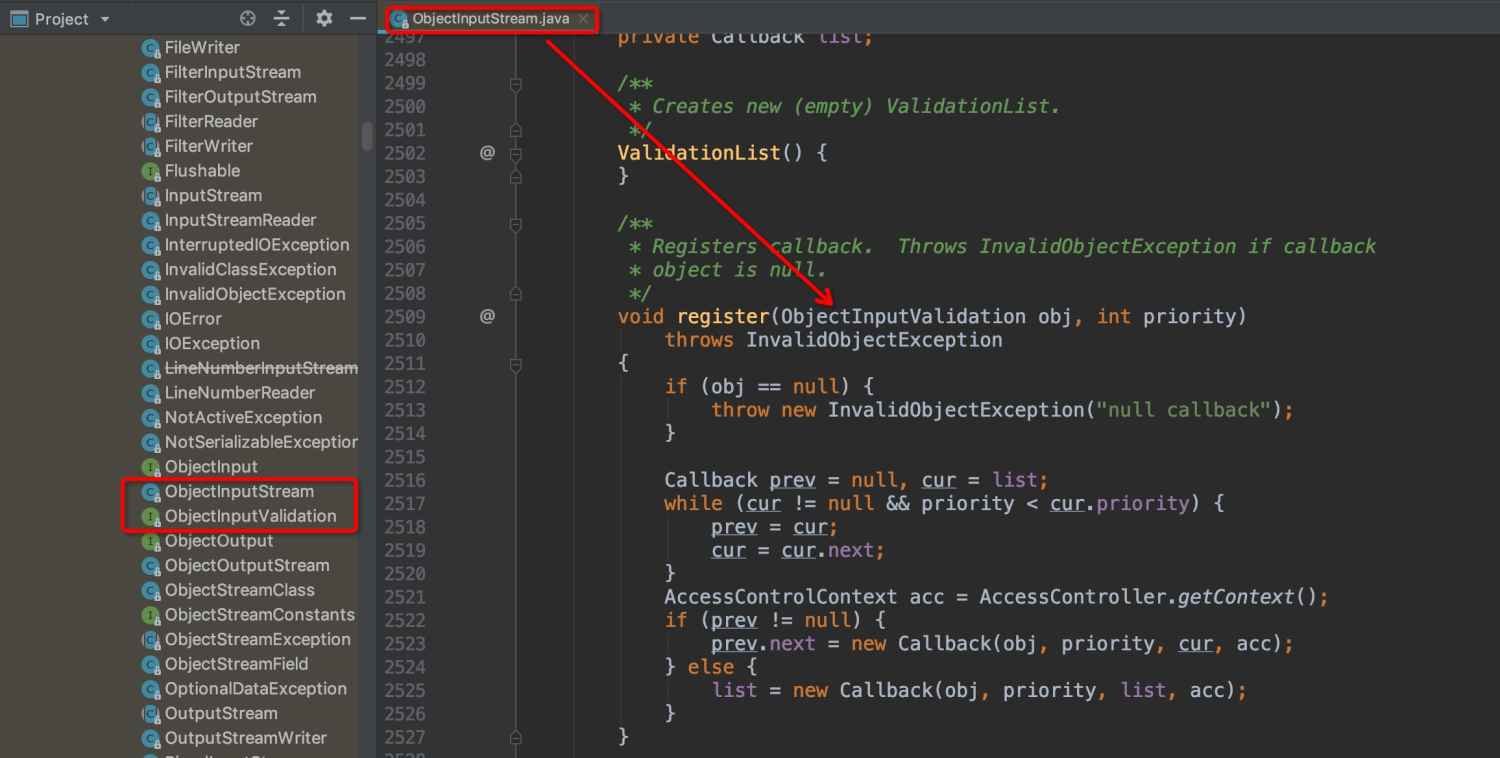 Project
ObjectInputStream.java
FileWriter
FilterInputStream
FilterOutputStream
FilterReader
FilterWriter
Flushable
InputStream
InputStreamReader
InterruptedIOException
InvalidClassException
InvalidObjectException
IOError
IOException
LineNumberInputStream
LineNumberReader
NotActiveException
NotSerializableException
ObjectInput
ObjectInputStream
ObjectInputValidation
ObjectOutput
ObjectOutputStream
ObjectStreamClass
ObjectStreamConstants
ObjectStreamException
ObjectStreamField
OptionalDataException
OutputStream
OutputStreamWriter
2497 private Callback list;
2498
2499 /**
2500 * Creates new (empty) ValidationList.
2501 */
2502 @ ValidationList() {
2503 }
2504
2505 /**
2506 * Registers callback.  Throws InvalidObjectException if callback
2507 * object is null.
2508 */
2509 @ void register(ObjectInputValidation obj, int priority)
2510 throws InvalidObjectException
2511 {
2512 if (obj == null) {
2513 throw new InvalidObjectException("null callback");
2514 }
2515
2516 Callback prev = null, cur = list;
2517 while (cur != null && priority < cur.priority) {
2518 prev = cur;
2519 cur = cur.next;
2520 }
2521 AccessControlContext acc = AccessController.getContext();
2522 if (prev != null) {
2523 prev.next = new Callback(obj, priority, cur, acc);
2524 } else {
2525 list = new Callback(obj, priority, list, acc);
2526 }
2527 }